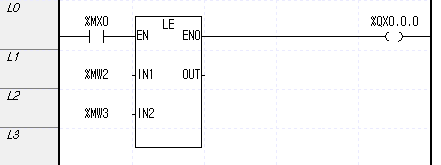 L0
%MX0 LE %QX0.0.0
EN ENO
L1
%MW2 IN1 OUT
L2
%MW3 IN2
L3